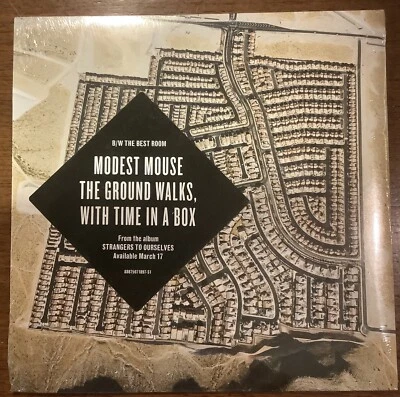 B/W THE BEST ROOM
MODEST MOUSE
THE GROUND WALKS,
WITH TIME IN A BOX
From the album
STRANGERS TO OURSELVES
Available March 17